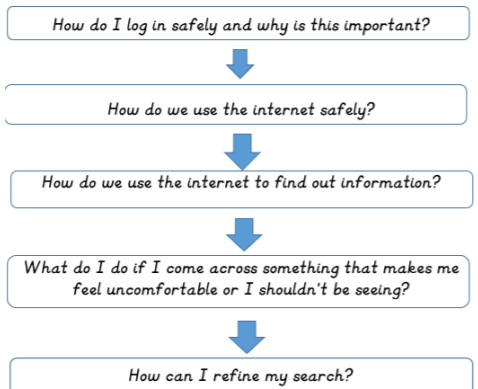 How do I log in safely and why is this important?
How do we use the internet safely?
How do we use the internet to find out information?
What do I do if I come across something that makes me
feel uncomfortable or I shouldn't be seeing?
How can I refine my search?